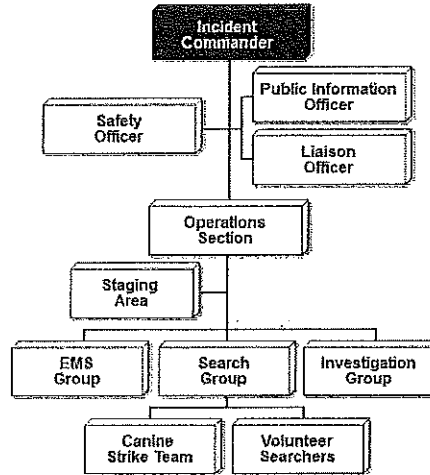 Incident
Commander
Public Information
Officer
Safety
Officer
Liaison
Officer
Operations
Section
Staging
Area
EMS
Group
Search
Group
Investigation
Group
Canine
Strike Team
Volunteer
Searchers